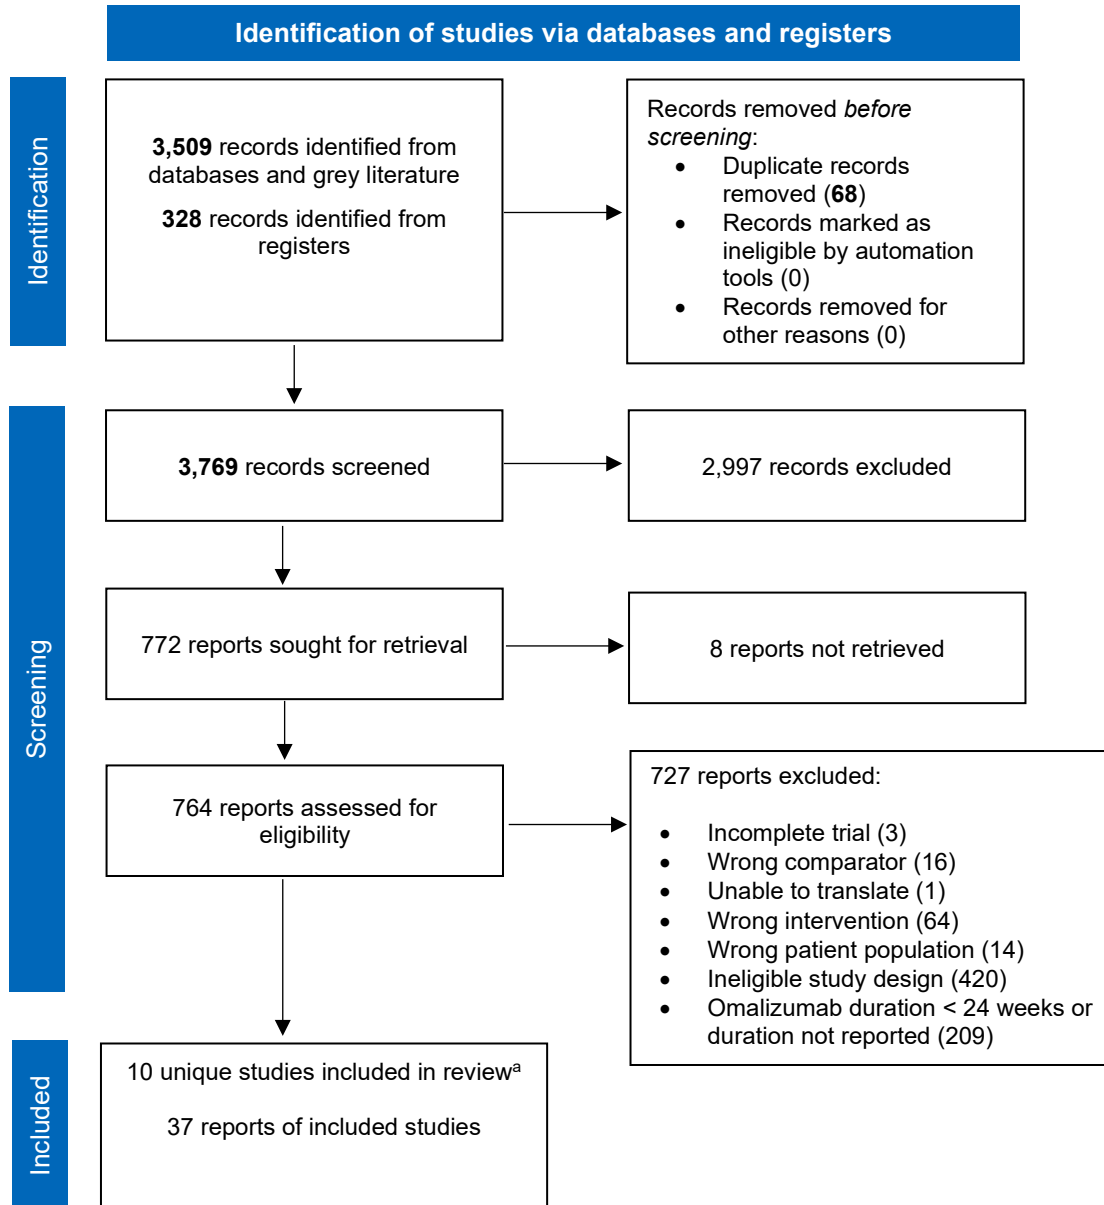 Identification of studies via databases and registers
Identification
3,509 records identified from
databases and grey literature
328 records identified from
registers
Records removed before
screening:
• Duplicate records
removed (68)
• Records marked as
ineligible by automation
tools (0)
• Records removed for
other reasons (0)
Screening
3,769 records screened
2,997 records excluded
772 reports sought for retrieval
8 reports not retrieved
764 reports assessed for
eligibility
727 reports excluded:
• Incomplete trial (3)
• Wrong comparator (16)
• Unable to translate (1)
• Wrong intervention (64)
• Wrong patient population (14)
• Ineligible study design (420)
• Omalizumab duration < 24 weeks or
duration not reported (209)
Included
10 unique studies included in reviewᵃ
37 reports of included studies